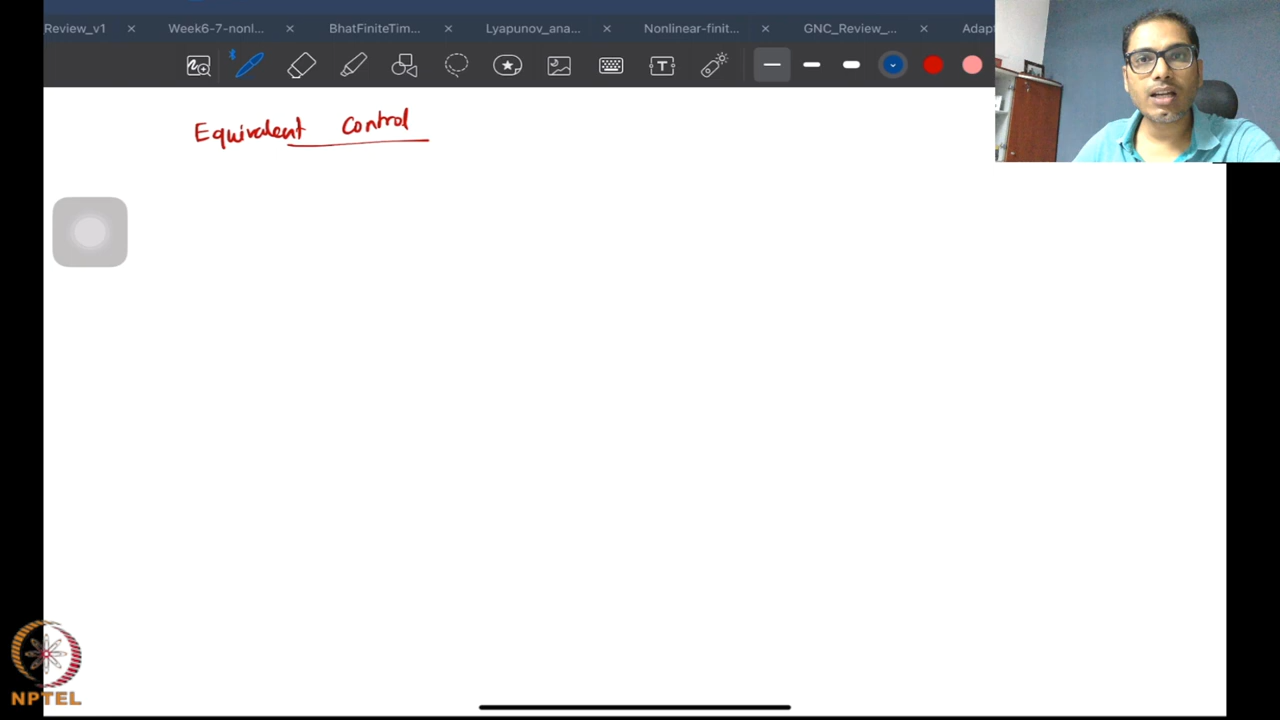 Review_v1 × Week6-7-nonl... × BhatFiniteTim... × Lyapunov_ana... × Nonlinear-finit... × GNC_Review_... × Adap
T
Equivalent Control
NPTEL